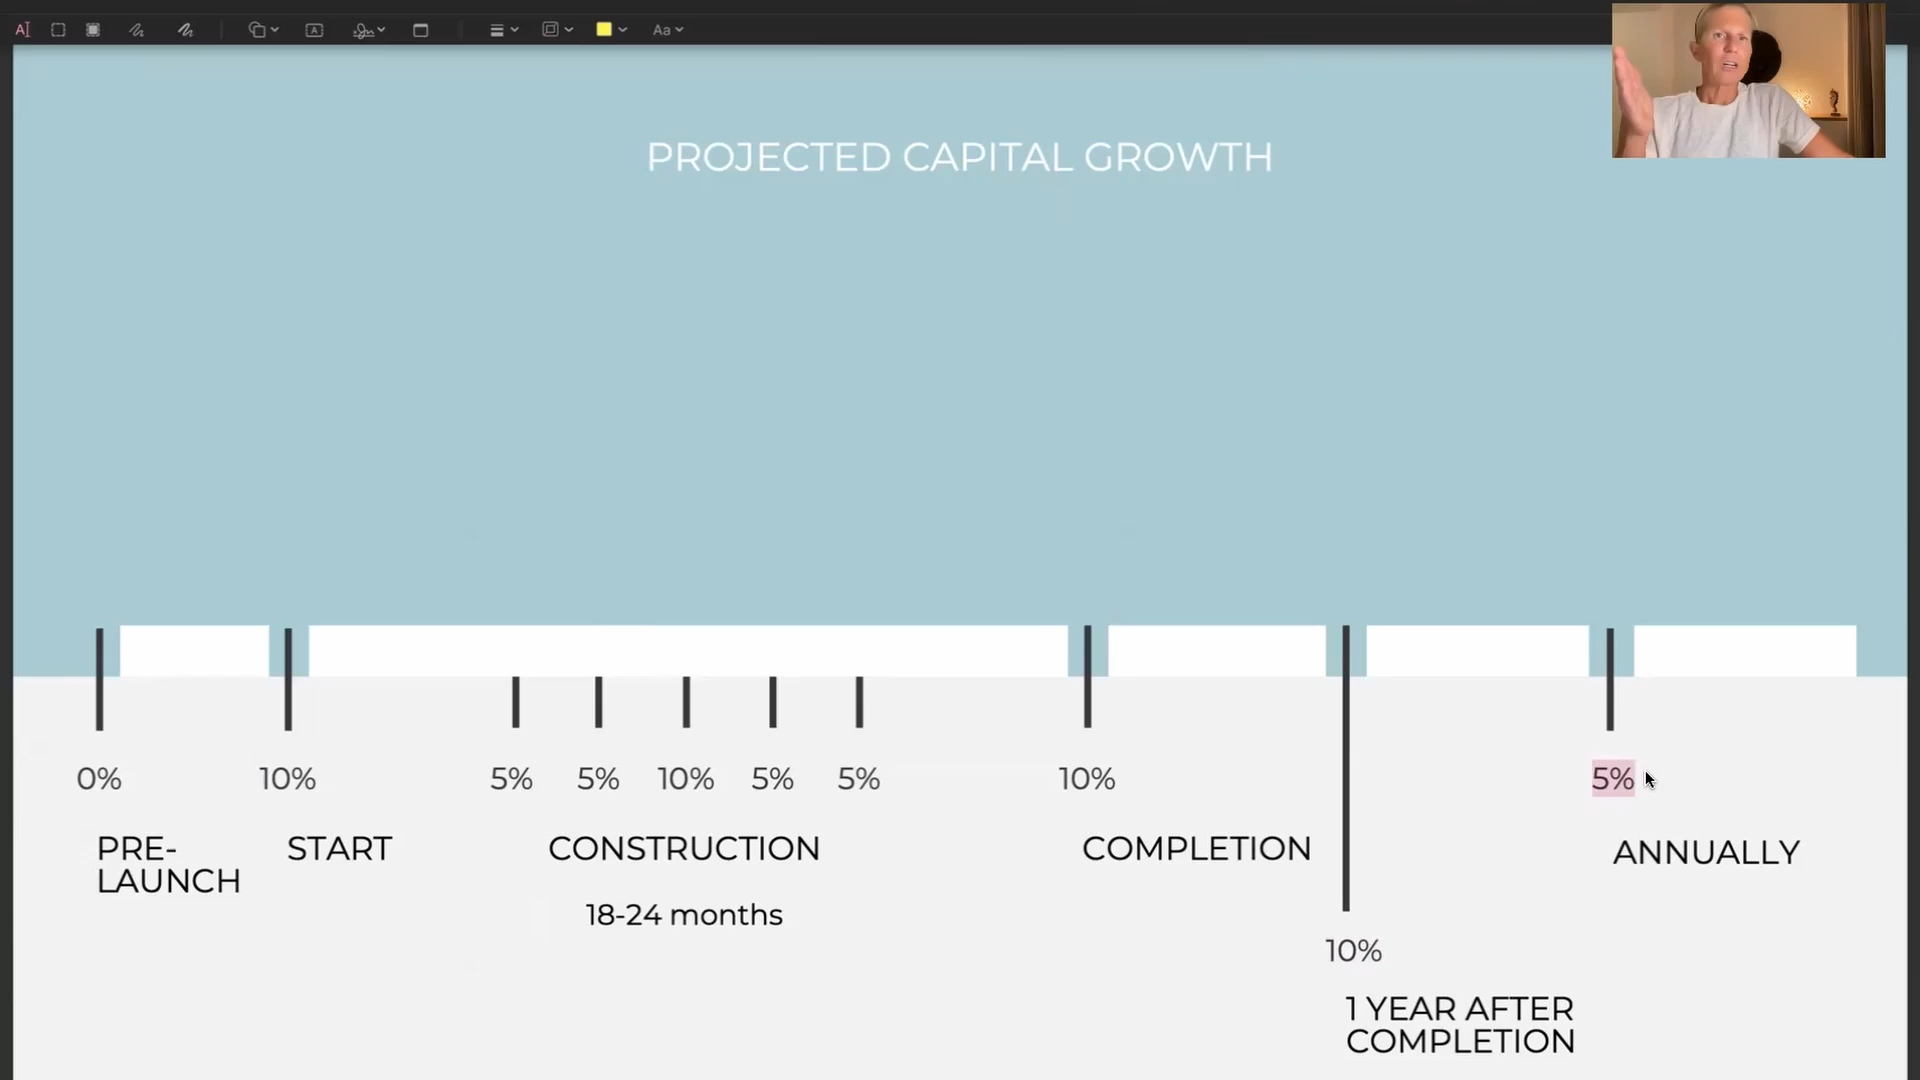 PROJECTED CAPITAL GROWTH
0% 10% 5% 5% 10% 5% 5% 10% 5%
PRE-
LAUNCH
START
CONSTRUCTION
18-24 months
COMPLETION
10%
1 YEAR AFTER
COMPLETION
ANNUALLY
Aa
A